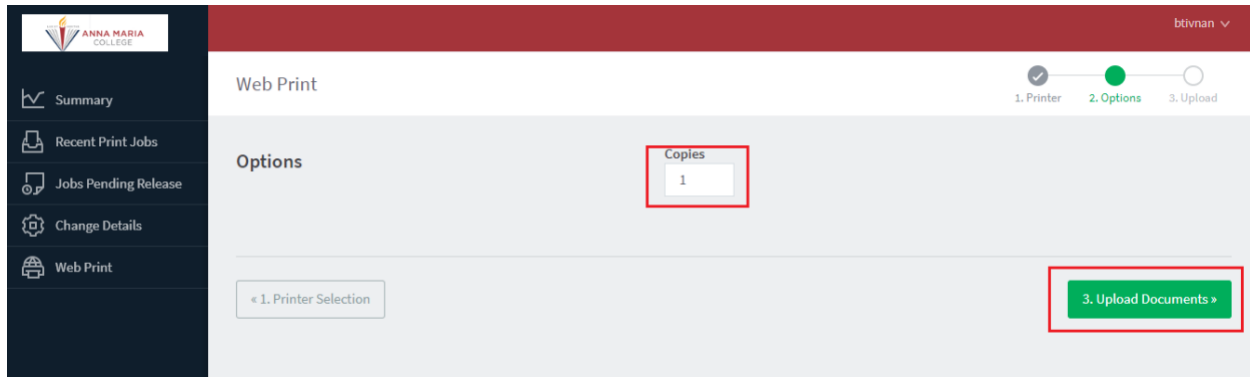 ANNA MARIA
COLLEGE
btivnan
Summary
Recent Print Jobs
Jobs Pending Release
Change Details
Web Print
Web Print
1. Printer
2. Options
3. Upload
Options
Copies
1
« 1. Printer Selection
3. Upload Documents »